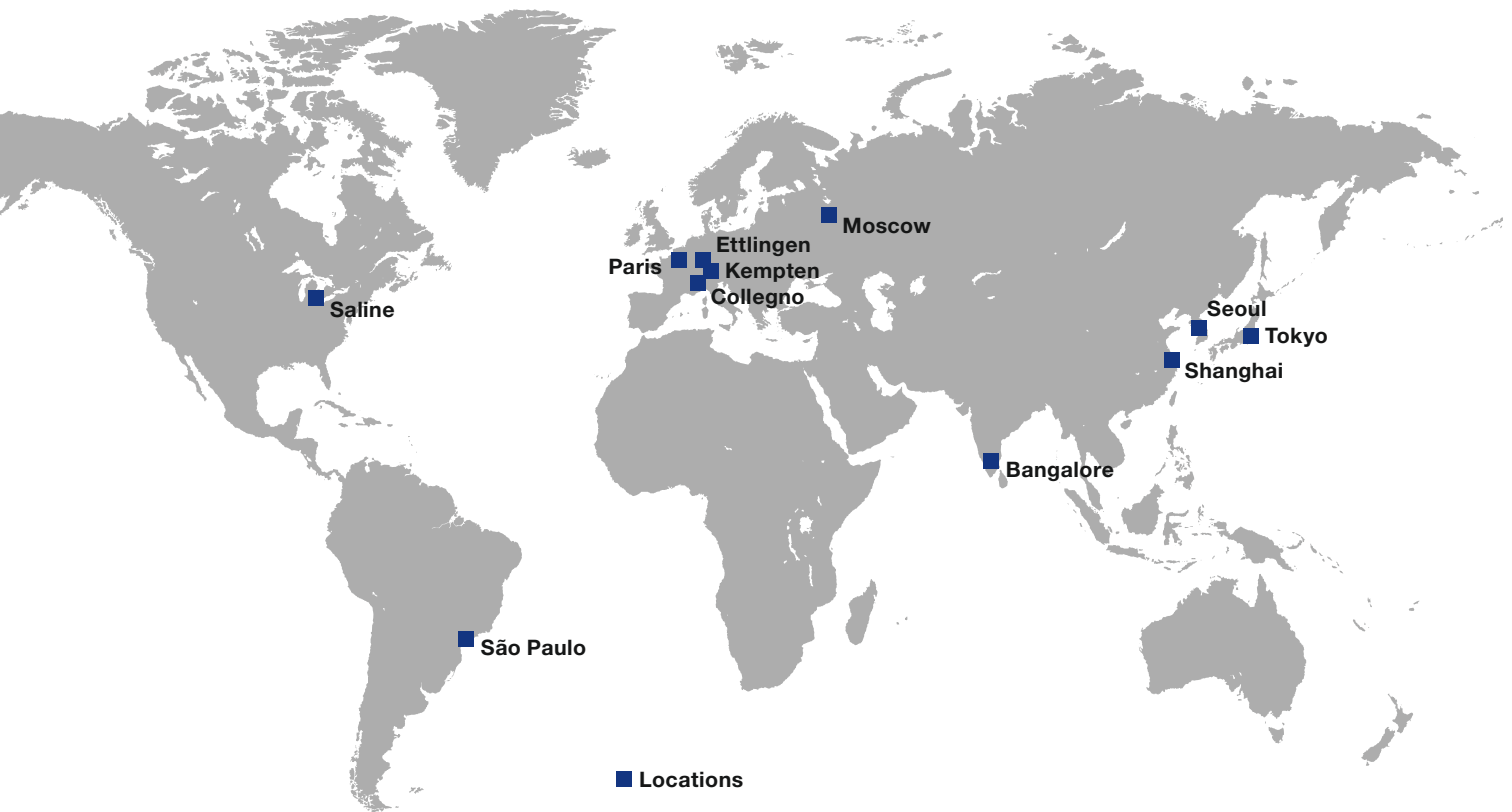 Moscow
Ettlingen
Paris
Kempten
Collegno
Saline
Seoul
Tokyo
Shanghai
Bangalore
São Paulo
Locations